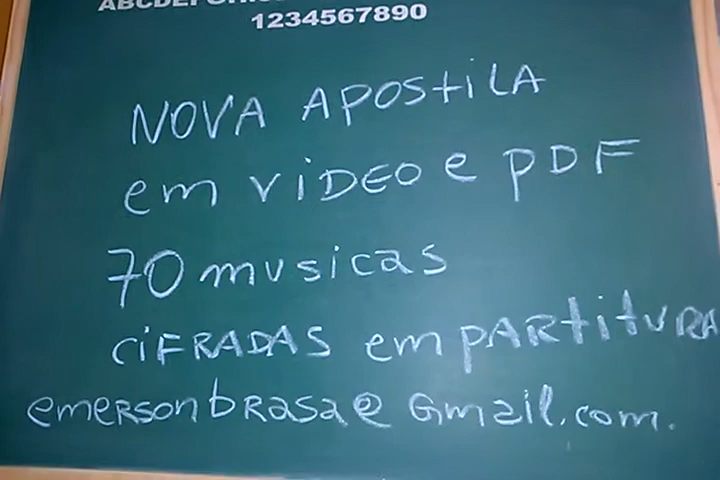 1234567890
NOVA APOSTILA
em VIDEO e PDF
70 musicas
CIFRADAS em PARTITURA
emersonbrasa@Gmail.com.